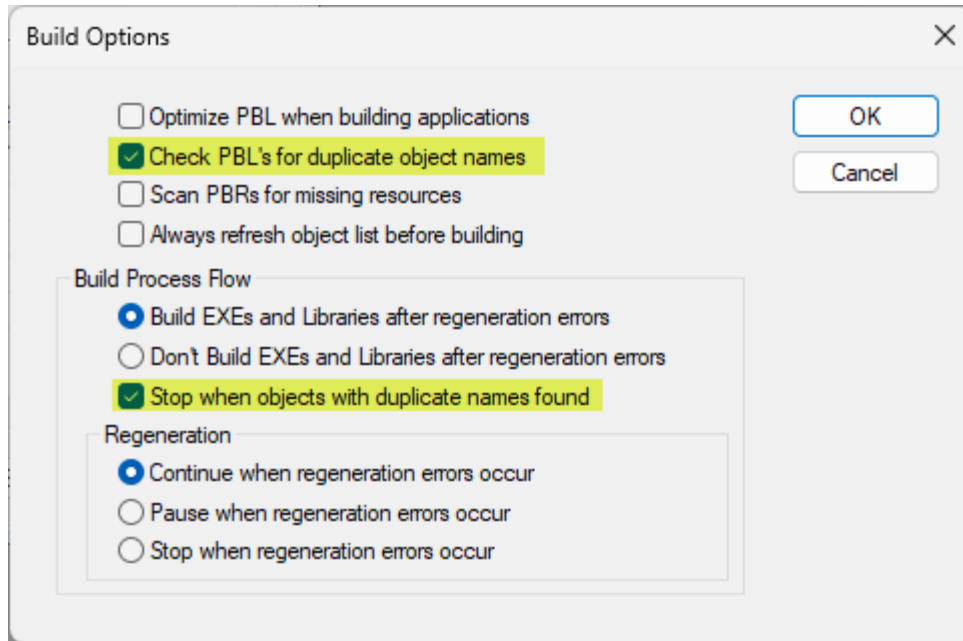 Build Options
Optimize PBL when building applications
OK
Check PBL's for duplicate object names
Cancel
Scan PBRs for missing resources
Always refresh object list before building
Build Process Flow
Build EXEs and Libraries after regeneration errors
Don't Build EXEs and Libraries after regeneration errors
Stop when objects with duplicate names found
Regeneration
Continue when regeneration errors occur
Pause when regeneration errors occur
Stop when regeneration errors occur